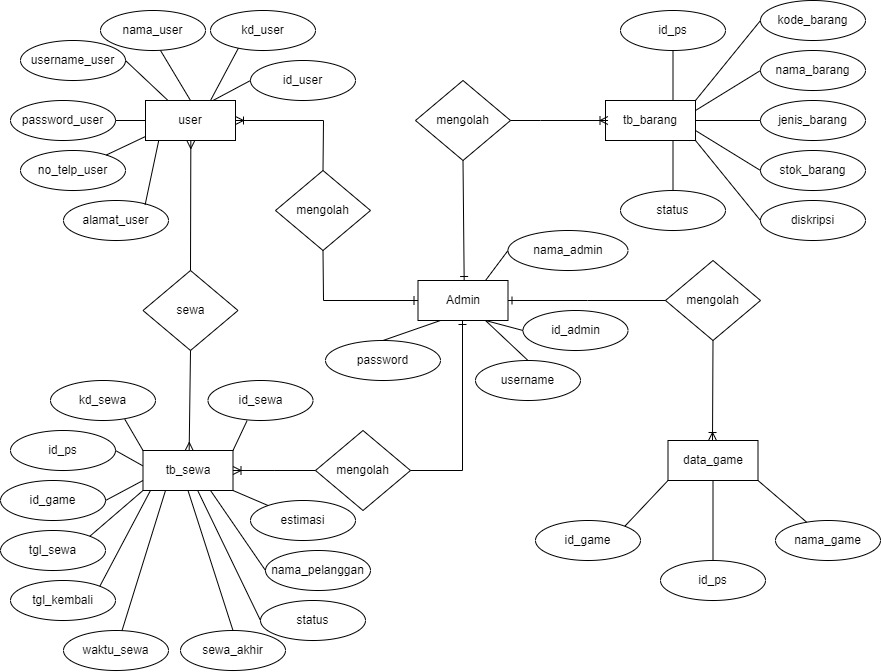 nama_user
kd_user
username_user
id_user
password_user
user
no_telp_user
alamat_user
mengolah
id_ps
kode_barang
nama_barang
mengolah
tb_barang
jenis_barang
stok_barang
status
diskripsi
nama_admin
sewa
Admin
mengolah
id_admin
password
username
kd_sewa
id_sewa
id_ps
tb_sewa
mengolah
data_game
id_game
estimasi
tgl_sewa
id_game
nama_game
nama_pelanggan
id_ps
tgl_kembali
status
waktu_sewa
sewa_akhir